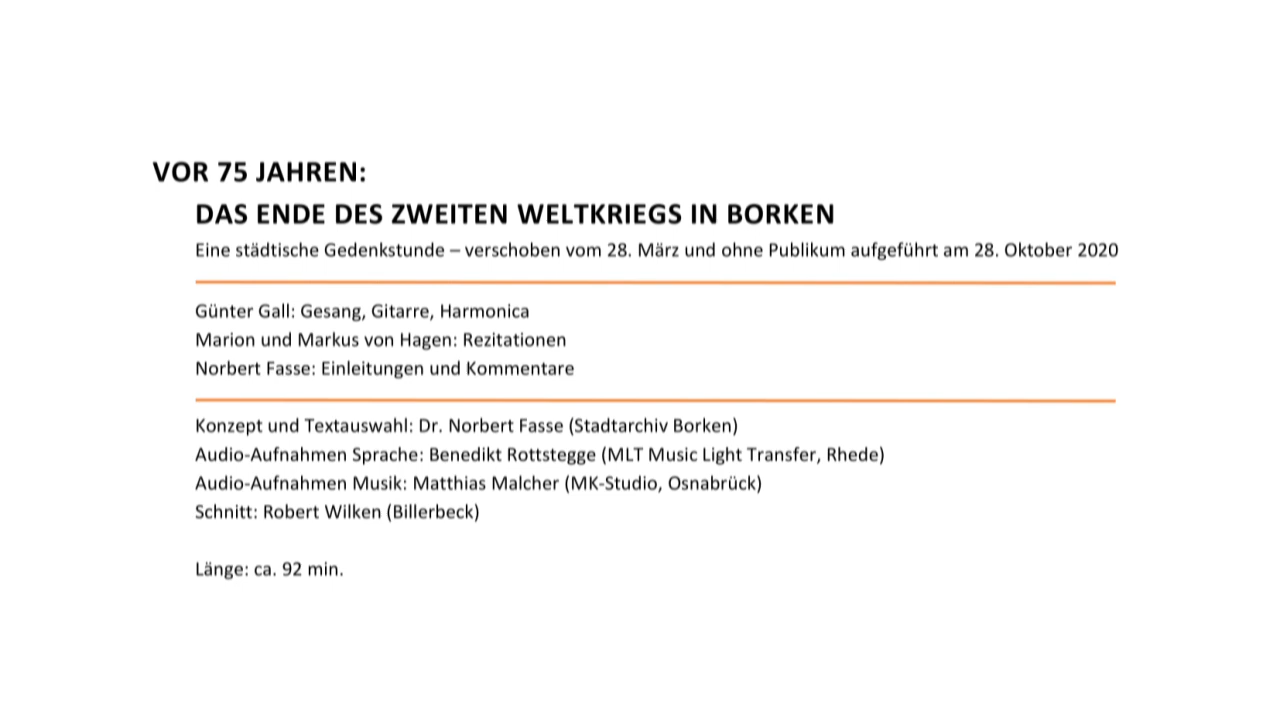 VOR 75 JAHREN:
DAS ENDE DES ZWEITEN WELTKRIEGS IN BORKEN
Eine städtische Gedenkstunde – verschoben vom 28. März und ohne Publikum aufgeführt am 28. Oktober 2020
Günter Gall: Gesang, Gitarre, Harmonica
Marion und Markus von Hagen: Rezitationen
Norbert Fasse: Einleitungen und Kommentare
Konzept und Textauswahl: Dr. Norbert Fasse (Stadtarchiv Borken)
Audio-Aufnahmen Sprache: Benedikt Rottstegge (MLT Music Light Transfer, Rhede)
Audio-Aufnahmen Musik: Matthias Malcher (MK-Studio, Osnabrück)
Schnitt: Robert Wilken (Billerbeck)
Länge: ca. 92 min.